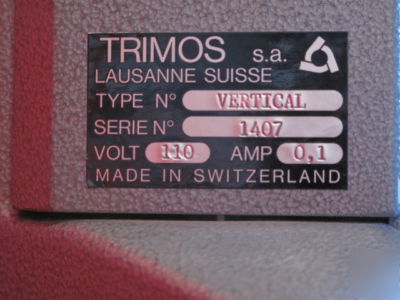 TRIMOS s.a.
LAUSANNE SUISSE
TYPE N° VERTICAL
SERIE N° 1407
VOLT 110 AMP 0,1
MADE IN SWITZERLAND